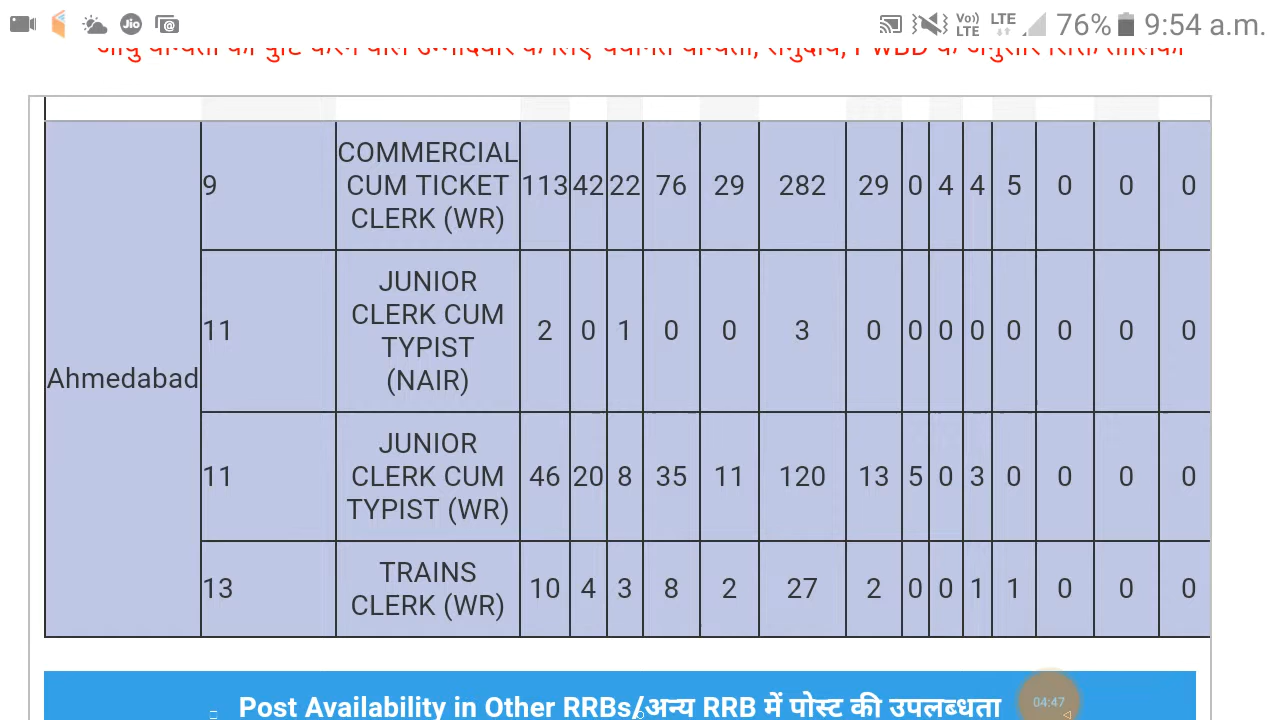 Jio @ Vo)) LTE LTE 76% 9:54 a.m.
COMMERCIAL
9 CUM TICKET 113 42 22 76 29 282 29 0 4 4 5 0 0 0
CLERK (WR)
JUNIOR
CLERK CUM
11 TYPIST 2 0 1 0 0 3 0 0 0 0 0 0 0 0
(NAIR)
Ahmedabad
JUNIOR
11 CLERK CUM 46 20 8 35 11 120 13 5 0 3 0 0 0 0
TYPIST (WR)
TRAINS
13 CLERK (WR) 10 4 3 8 2 27 2 0 0 1 1 0 0 0
Post Availability in Other RRBs/अन्य RRB में पोस्ट की उपलब्धता
04:47